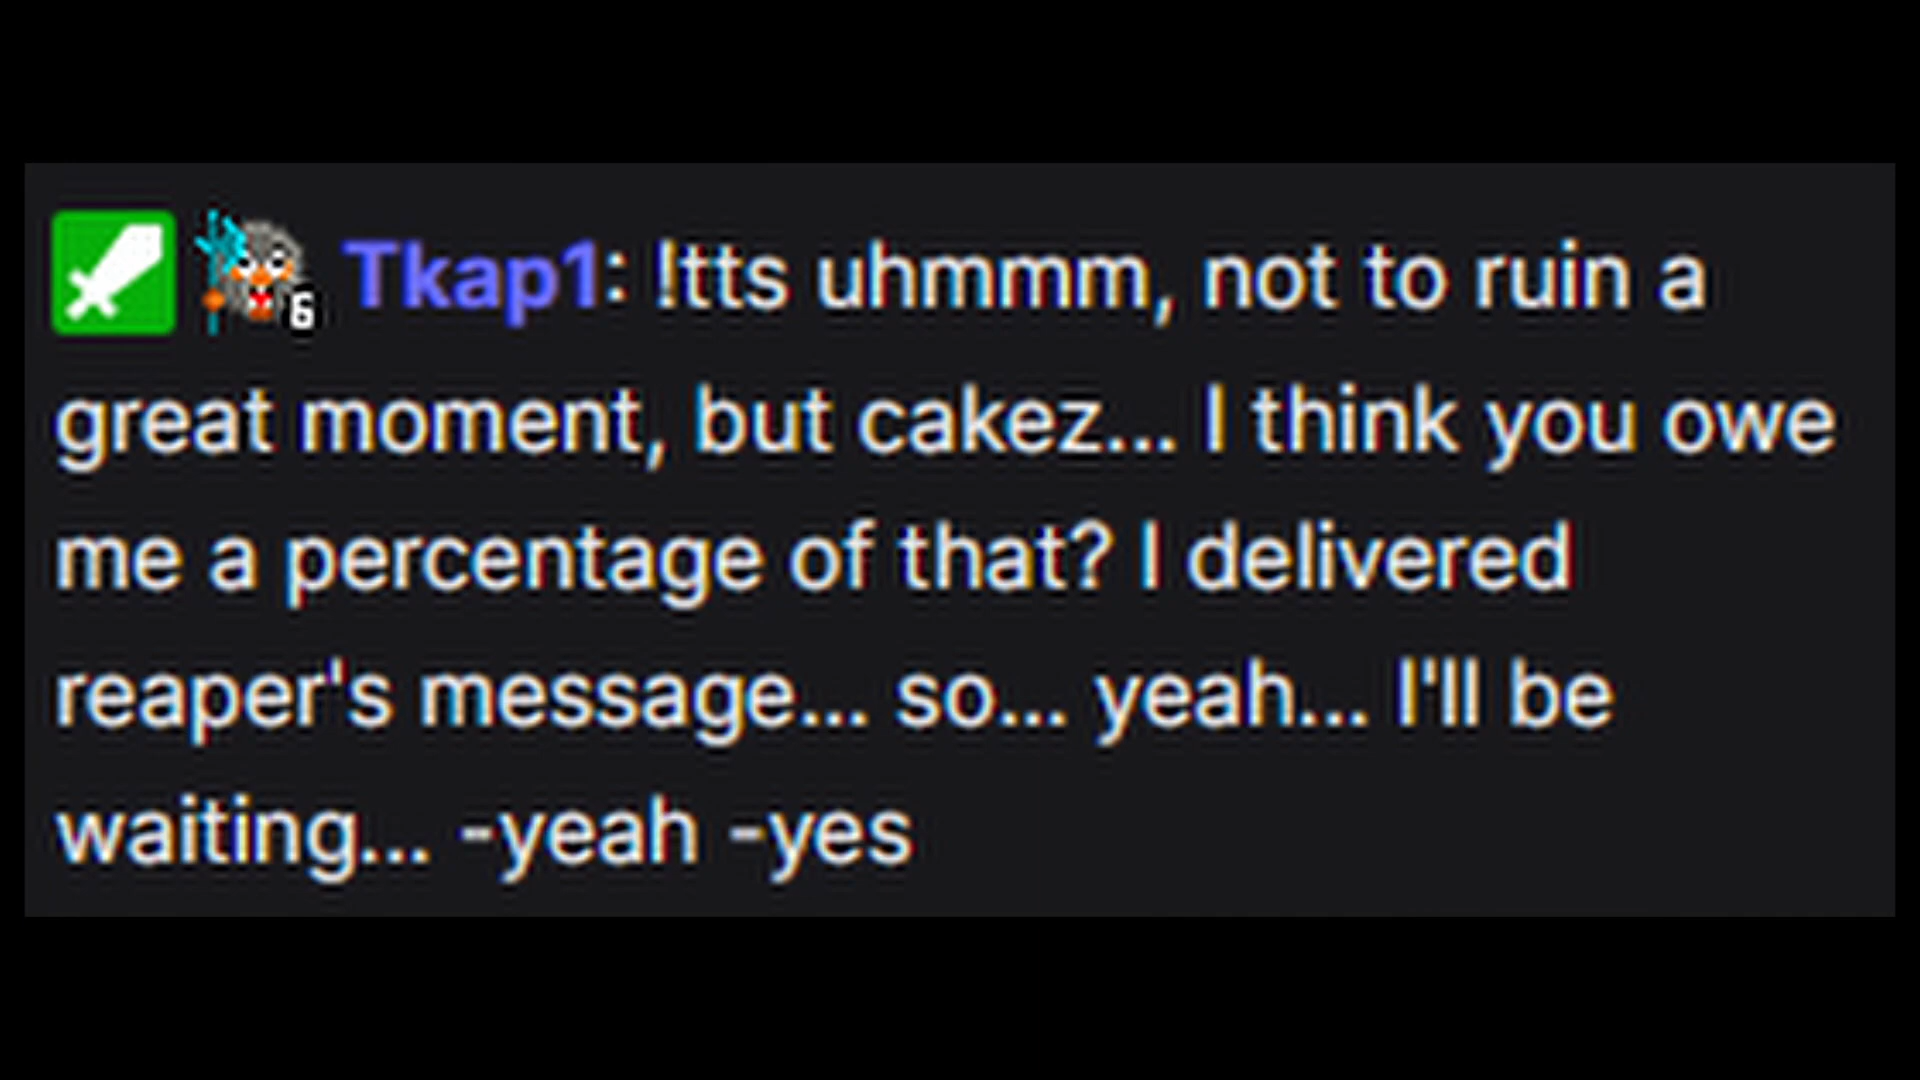 6 Tkap1: !tts uhmmm, not to ruin a
great moment, but cakez... I think you owe
me a percentage of that? I delivered
reaper's message... so... yeah... I'll be
waiting... -yeah -yes